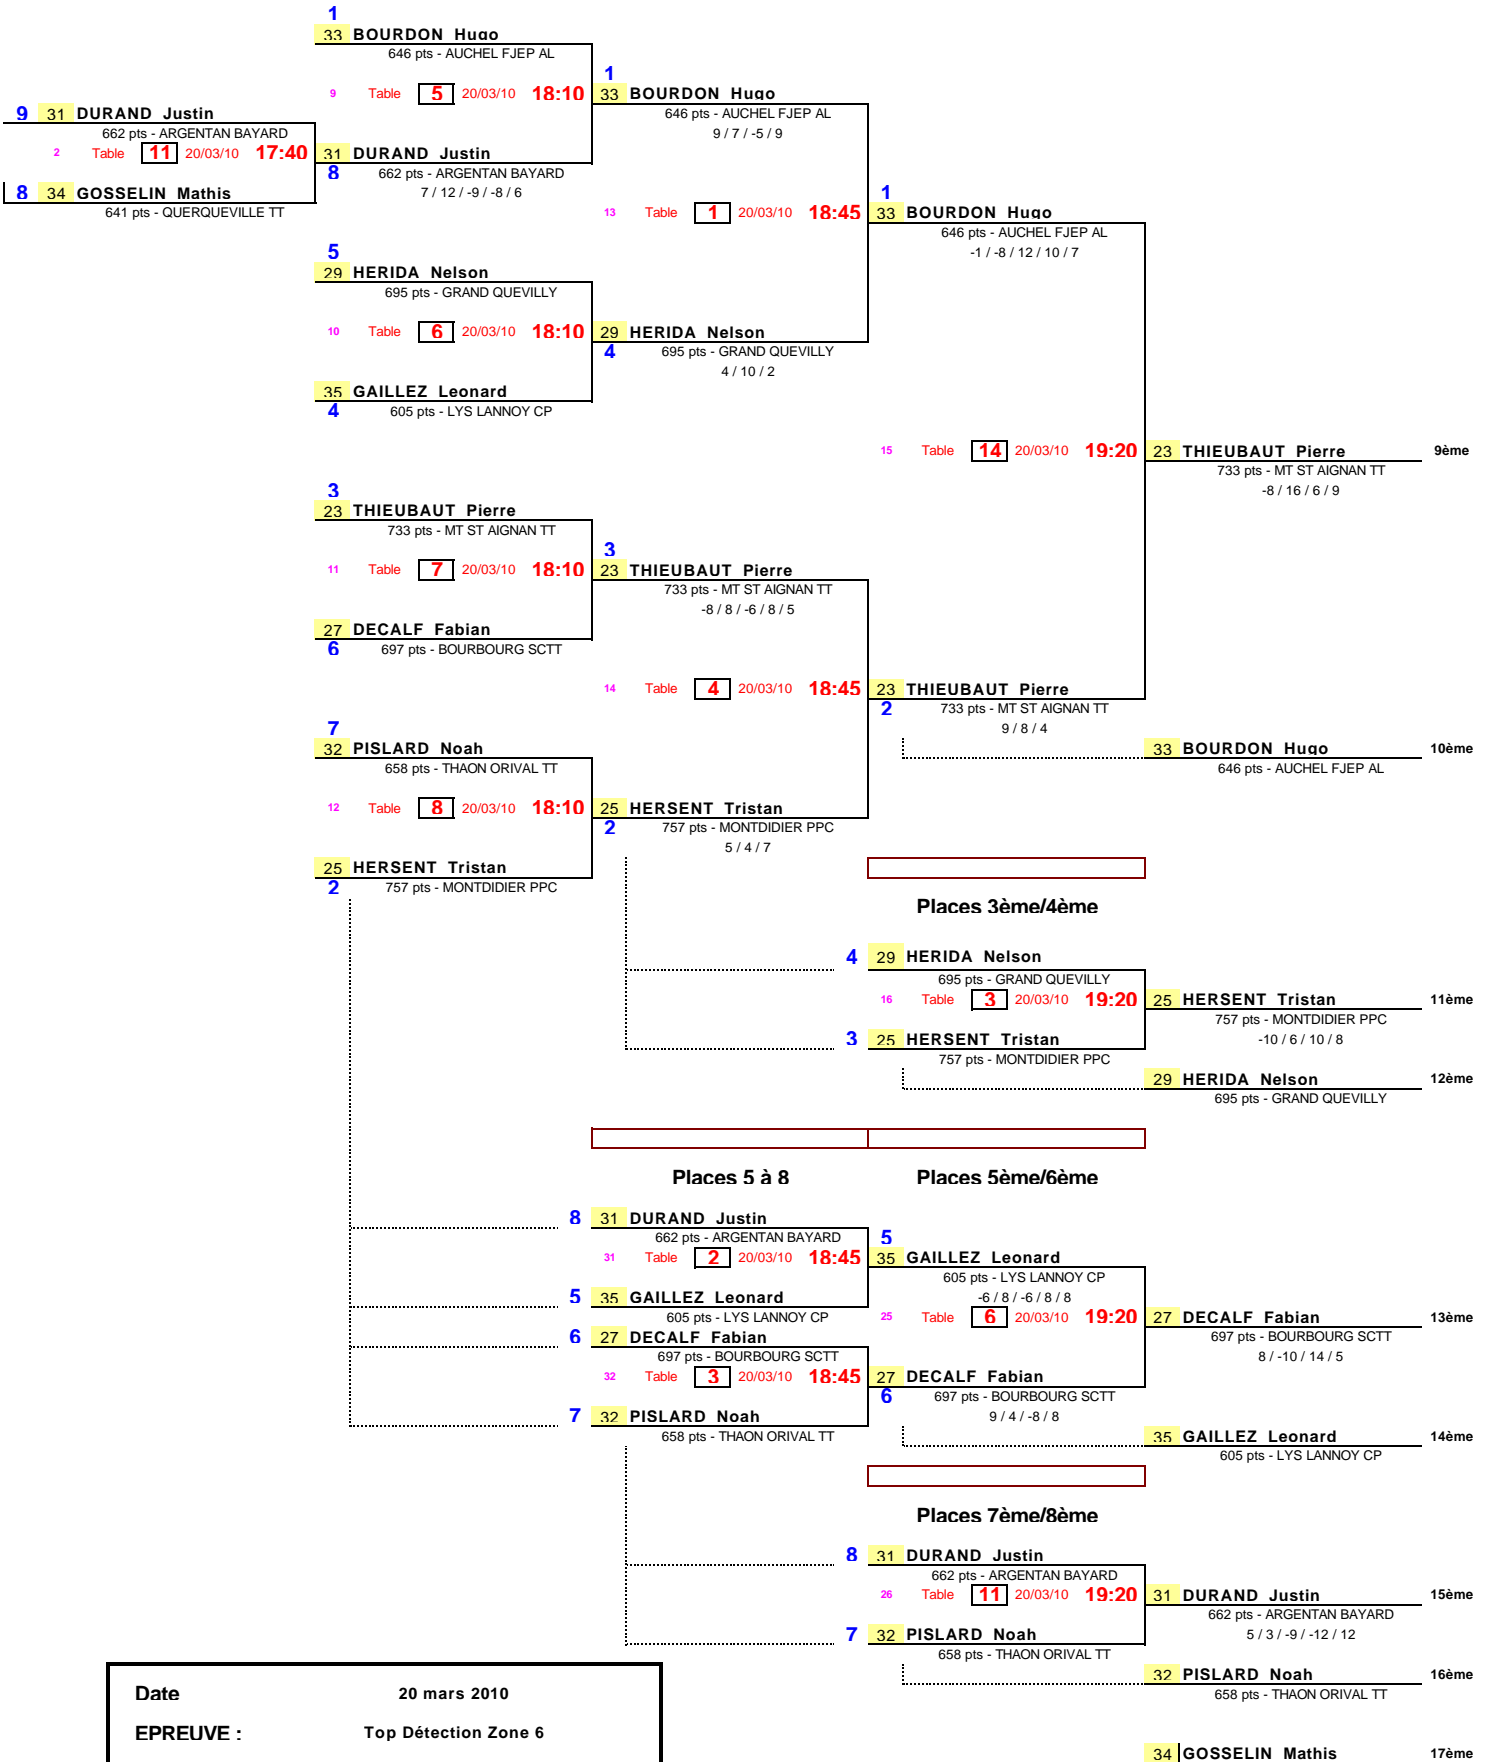 1
33 BOURDON Hugo
646 pts - AUCHEL FJEP AL
9 Table 5 20/03/10 18:10
1
33 BOURDON Hugo
646 pts - AUCHEL FJEP AL
9 / 7 / -5 / 9
9 31 DURAND Justin
662 pts - ARGENTAN BAYARD
2 Table 11 20/03/10 17:40
31 DURAND Justin
8 662 pts - ARGENTAN BAYARD
7 / 12 / -9 / -8 / 6
8 34 GOSSELIN Mathis
641 pts - QUERQUEVILLE TT
13 Table 1 20/03/10 18:45
1
33 BOURDON Hugo
646 pts - AUCHEL FJEP AL
-1 / -8 / 12 / 10 / 7
5
29 HERIDA Nelson
695 pts - GRAND QUEVILLY
10 Table 6 20/03/10 18:10
29 HERIDA Nelson
4 695 pts - GRAND QUEVILLY
4 / 10 / 2
35 GAILLEZ Leonard
4 605 pts - LYS LANNOY CP
15 Table 14 20/03/10 19:20
23 THIEUBAUT Pierre 9ème
733 pts - MT ST AIGNAN TT
-8 / 16 / 6 / 9
3
23 THIEUBAUT Pierre
733 pts - MT ST AIGNAN TT
11 Table 7 20/03/10 18:10
3
23 THIEUBAUT Pierre
733 pts - MT ST AIGNAN TT
-8 / 8 / -6 / 8 / 5
27 DECALF Fabian
6 697 pts - BOURBOURG SCTT
14 Table 4 20/03/10 18:45
23 THIEUBAUT Pierre
2 733 pts - MT ST AIGNAN TT
9 / 8 / 4
7
32 PISLARD Noah
658 pts - THAON ORIVAL TT
33 BOURDON Hugo 10ème
646 pts - AUCHEL FJEP AL
12 Table 8 20/03/10 18:10
25 HERSENT Tristan
2 757 pts - MONTDIDIER PPC
5 / 4 / 7
25 HERSENT Tristan
2 757 pts - MONTDIDIER PPC
Places 3ème/4ème
4 29 HERIDA Nelson
695 pts - GRAND QUEVILLY
16 Table 3 20/03/10 19:20
25 HERSENT Tristan 11ème
757 pts - MONTDIDIER PPC
-10 / 6 / 10 / 8
3 25 HERSENT Tristan
757 pts - MONTDIDIER PPC
29 HERIDA Nelson 12ème
695 pts - GRAND QUEVILLY
Places 5 à 8
Places 5ème/6ème
8 31 DURAND Justin
662 pts - ARGENTAN BAYARD
31 Table 2 20/03/10 18:45
5
35 GAILLEZ Leonard
605 pts - LYS LANNOY CP
-6 / 8 / -6 / 8 / 8
5 35 GAILLEZ Leonard
605 pts - LYS LANNOY CP
25 Table 6 20/03/10 19:20
27 DECALF Fabian 13ème
697 pts - BOURBOURG SCTT
8 / -10 / 14 / 5
6 27 DECALF Fabian
697 pts - BOURBOURG SCTT
32 Table 3 20/03/10 18:45
27 DECALF Fabian
6 697 pts - BOURBOURG SCTT
9 / 4 / -8 / 8
7 32 PISLARD Noah
658 pts - THAON ORIVAL TT
35 GAILLEZ Leonard 14ème
605 pts - LYS LANNOY CP
Places 7ème/8ème
8 31 DURAND Justin
662 pts - ARGENTAN BAYARD
26 Table 11 20/03/10 19:20
31 DURAND Justin 15ème
662 pts - ARGENTAN BAYARD
5 / 3 / -9 / -12 / 12
7 32 PISLARD Noah
658 pts - THAON ORIVAL TT
32 PISLARD Noah 16ème
658 pts - THAON ORIVAL TT
Date 20 mars 2010
EPREUVE : Top Détection Zone 6
34 GOSSELIN Mathis 17ème